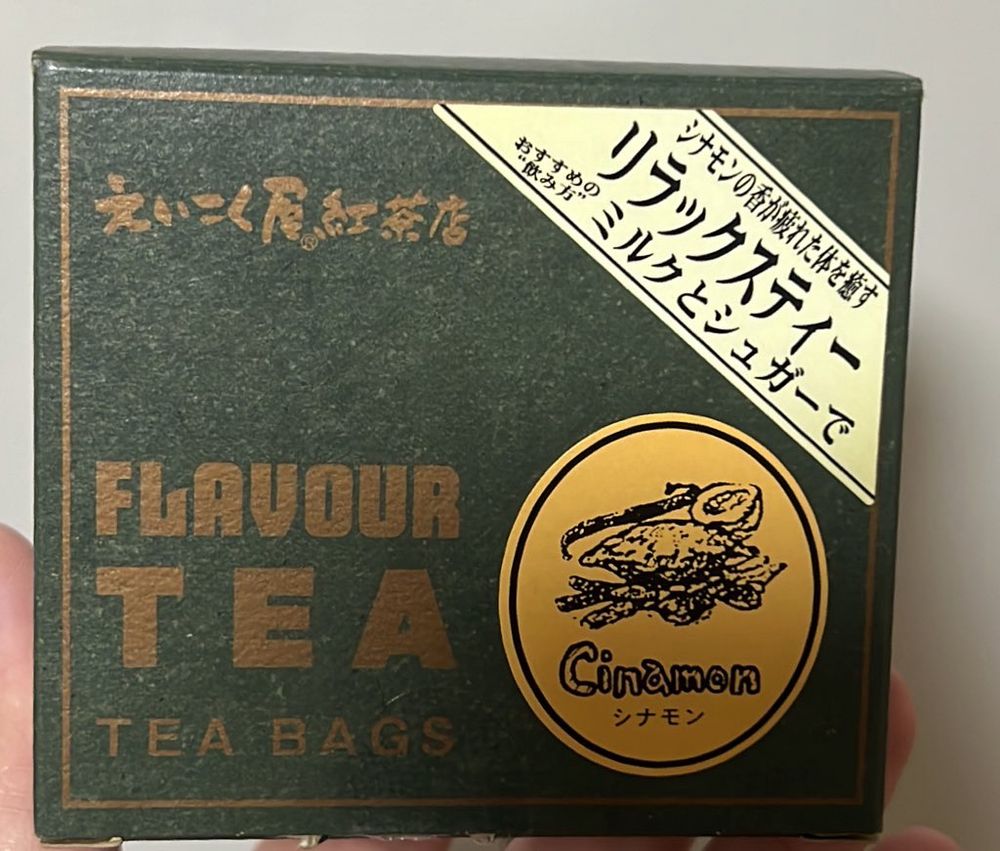 えいこく屋®紅茶店
シナモンの香が疲れた体を癒す
リラックスティー
おすすめの
“飲み方”
ミルクとシュガーで
FLAVOUR
TEA
TEA BAGS
Cinamon
シナモン